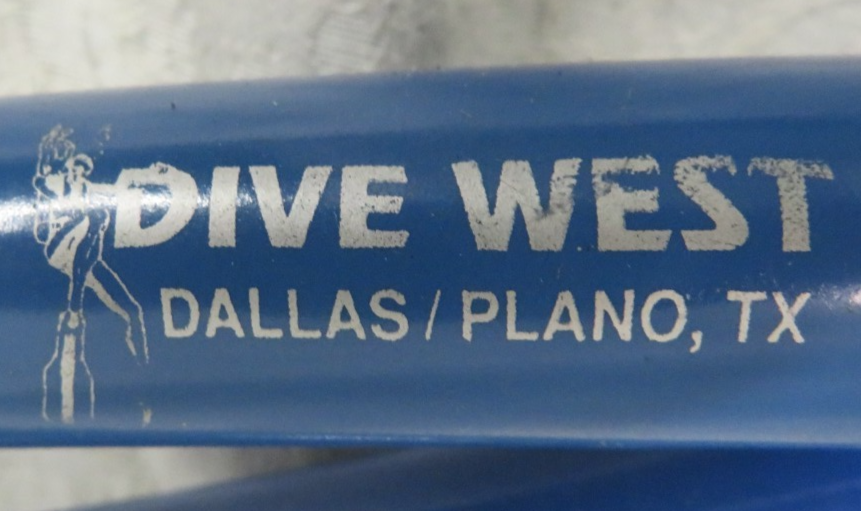 DIVE WEST
DALLAS/PLANO, TX